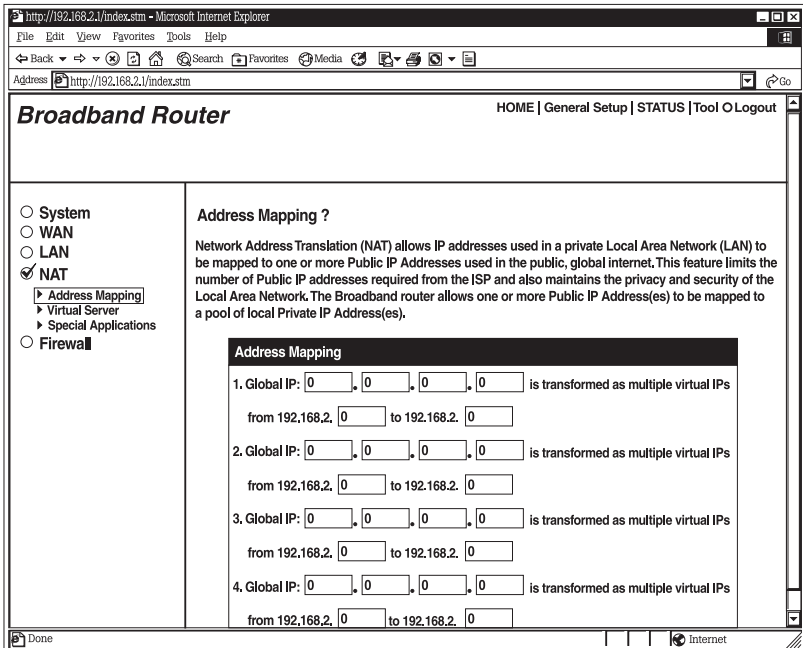 http://192.168.2.1/index.stm - Microsoft Internet Explorer
File Edit View Favorites Tools Help
Back Search Favorites Media
Address http://192.168.2.1/index.stm Go
Broadband Router
HOME | General Setup | STATUS | Tool Logout
System
WAN
LAN
NAT
Address Mapping
Virtual Server
Special Applications
Firewall
Address Mapping ?
Network Address Translation (NAT) allows IP addresses used in a private Local Area Network (LAN) to
be mapped to one or more Public IP Addresses used in the public, global internet. This feature limits the
number of Public IP addresses required from the ISP and also maintains the privacy and security of the
Local Area Network. The Broadband router allows one or more Public IP Address(es) to be mapped to
a pool of local Private IP Address(es).
Address Mapping
1. Global IP: 0 . 0 . 0 . 0 is transformed as multiple virtual IPs
from 192.168.2. 0 to 192.168.2. 0
2. Global IP: 0 . 0 . 0 . 0 is transformed as multiple virtual IPs
from 192.168.2. 0 to 192.168.2. 0
3. Global IP: 0 . 0 . 0 . 0 is transformed as multiple virtual IPs
from 192.168.2. 0 to 192.168.2. 0
4. Global IP: 0 . 0 . 0 . 0 is transformed as multiple virtual IPs
from 192.168.2. 0 to 192.168.2. 0
Done Internet